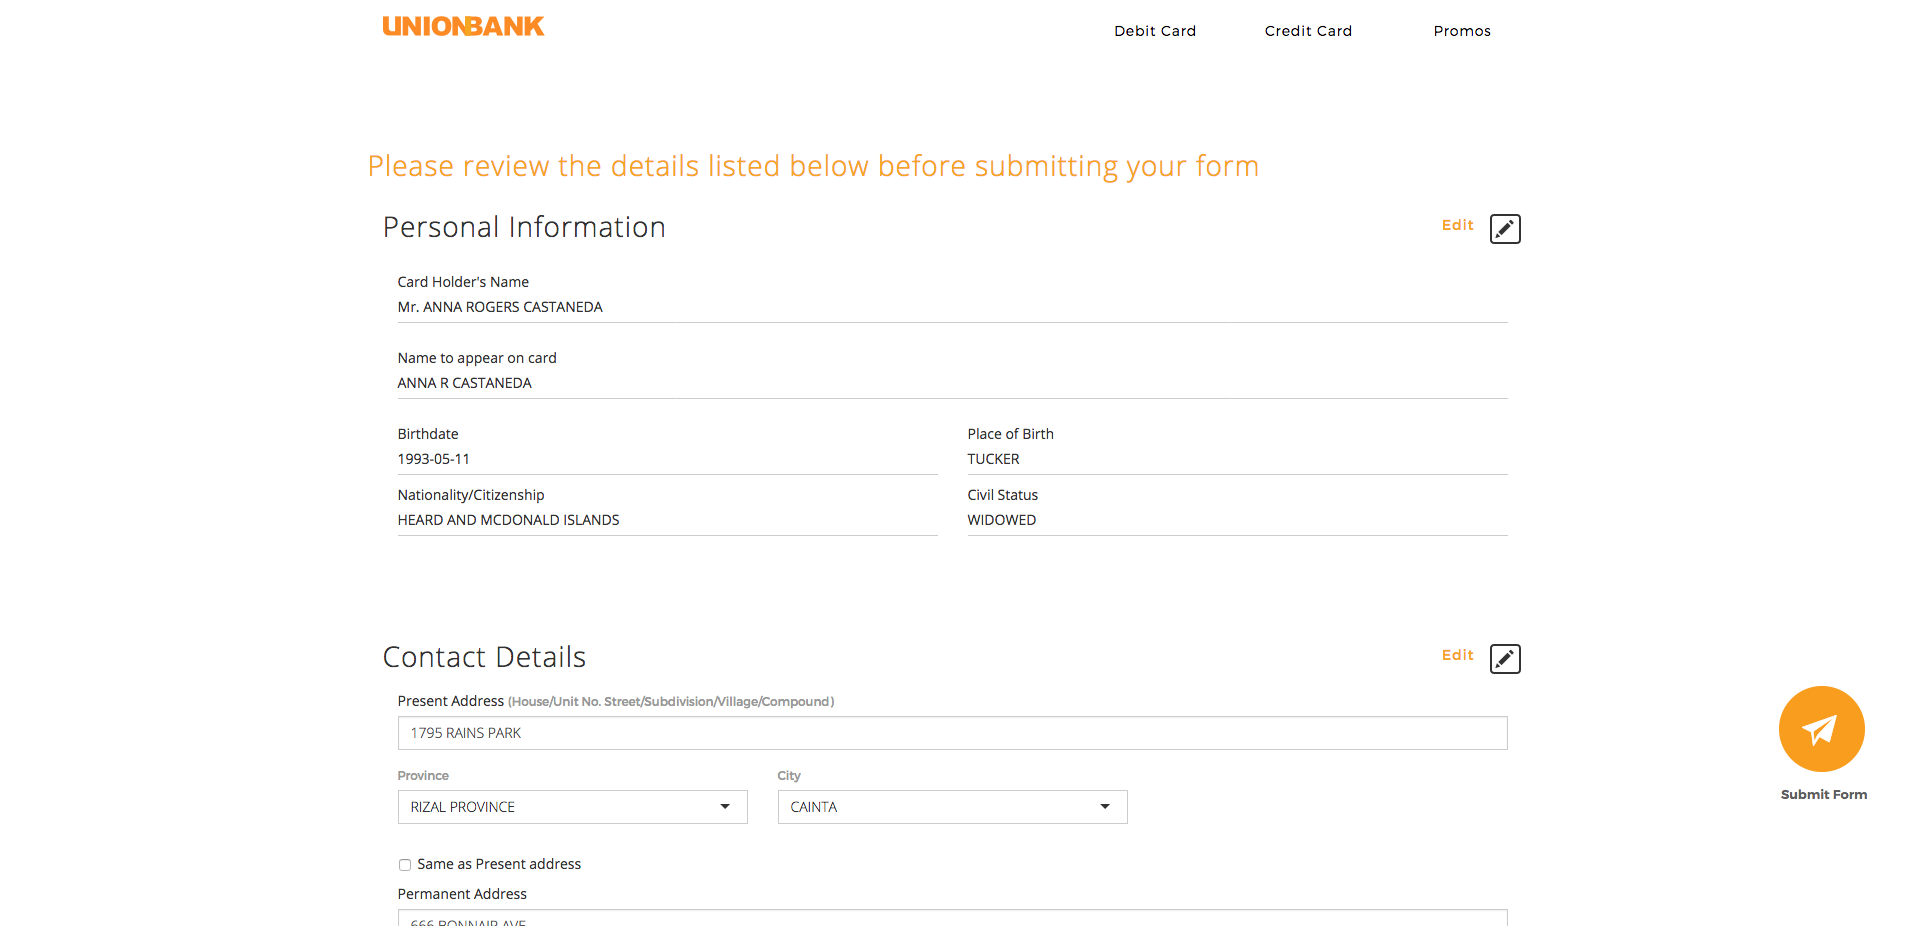 UNIONBANK
Debit Card Credit Card Promos
Please review the details listed below before submitting your form
Personal Information
Edit
Card Holder's Name
Mr. ANNA ROGERS CASTANEDA
Name to appear on card
ANNA R CASTANEDA
Birthdate
1993-05-11
Place of Birth
TUCKER
Nationality/Citizenship
HEARD AND MCDONALD ISLANDS
Civil Status
WIDOWED
Contact Details
Edit
Present Address (House/Unit No. Street/Subdivision/Village/Compound)
1795 RAINS PARK
Province
RIZAL PROVINCE
City
CAINTA
Submit Form
Same as Present address
Permanent Address
666 BONNAIR AVE